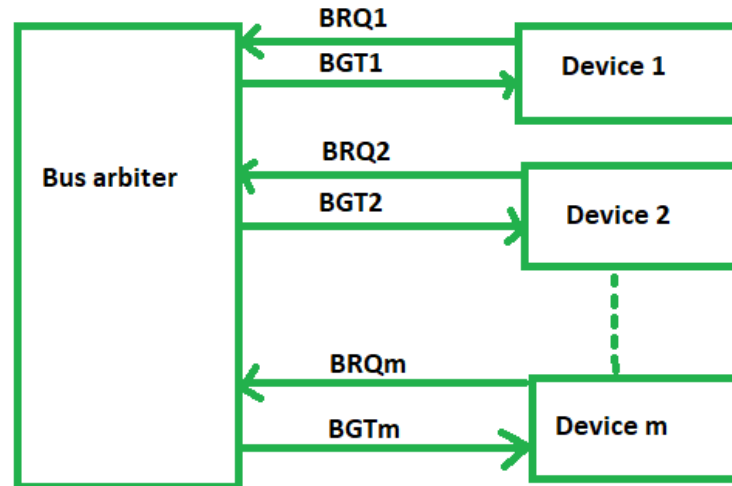 BRQ1
BGT1
Device 1
Bus arbiter
BRQ2
BGT2
Device 2
BRQm
BGTm
Device m